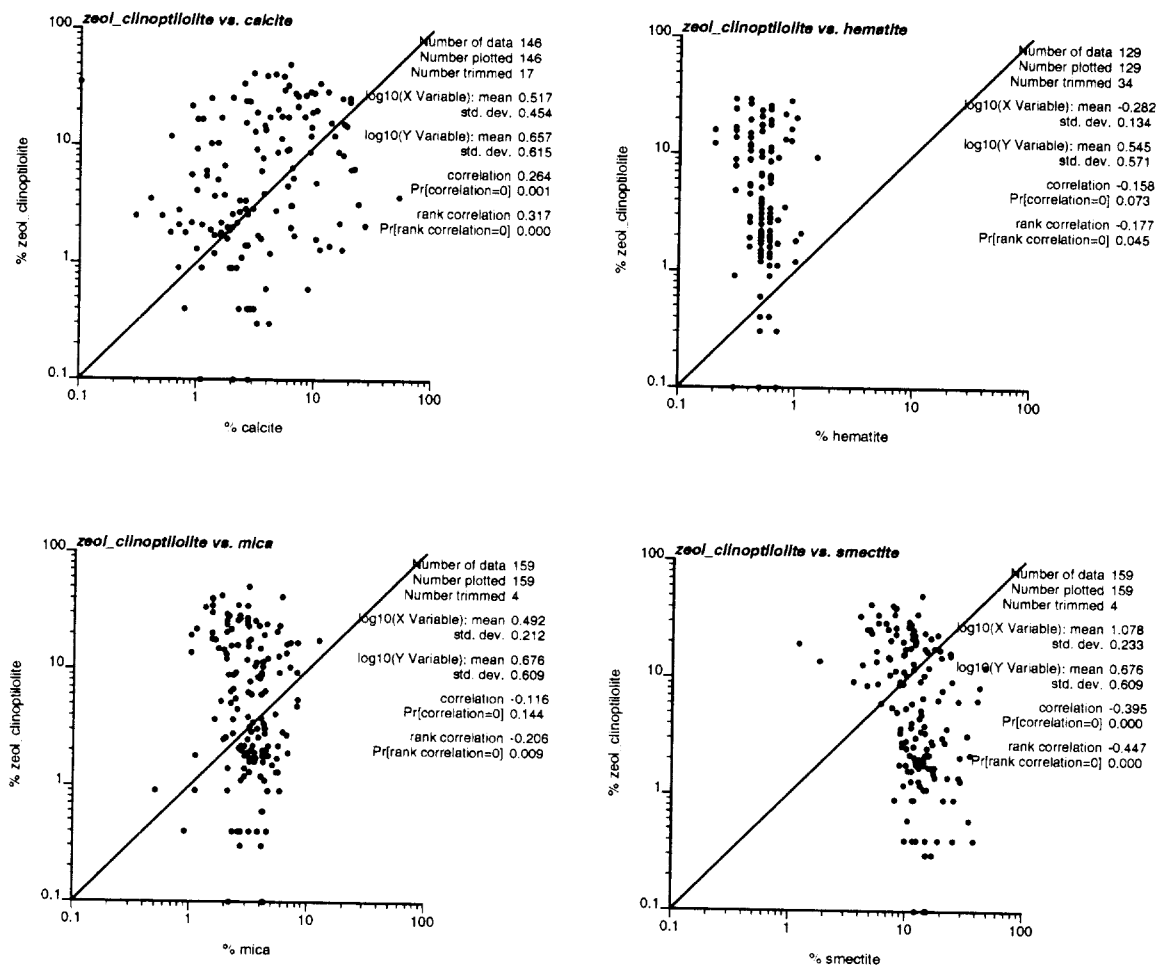 zeol_clinoptilolite vs. calcite
Number of data 146
Number plotted 146
Number trimmed 17
log10(X Variable): mean 0.517
std. dev. 0.454
log10(Y Variable): mean 0.657
std. dev. 0.615
correlation 0.264
Pr[correlation=0] 0.001
rank correlation 0.317
Pr[rank correlation=0] 0.000
100
10
1
0.1
% zeol_clinoptilolite
0.1
1
10
100
% calcite
zeol_clinoptilolite vs. hematite
Number of data 129
Number plotted 129
Number trimmed 34
log10(X Variable): mean -0.282
std. dev. 0.134
log10(Y Variable): mean 0.545
std. dev. 0.571
correlation -0.158
Pr[correlation=0] 0.073
rank correlation -0.177
Pr[rank correlation=0] 0.045
100
10
1
0.1
% zeol_clinoptilolite
0.1
1
10
100
% hematite
zeol_clinoptilolite vs. mica
Number of data 159
Number plotted 159
Number trimmed 4
log10(X Variable): mean 0.492
std. dev. 0.212
log10(Y Variable): mean 0.676
std. dev. 0.609
correlation -0.116
Pr[correlation=0] 0.144
rank correlation -0.206
Pr[rank correlation=0] 0.009
100
10
1
0.1
% zeol_clinoptilolite
0.1
1
10
100
% mica
zeol_clinoptilolite vs. smectite
Number of data 159
Number plotted 159
Number trimmed 4
log10(X Variable): mean 1.078
std. dev. 0.233
log10(Y Variable): mean 0.676
std. dev. 0.609
correlation -0.395
Pr[correlation=0] 0.000
rank correlation -0.447
Pr[rank correlation=0] 0.000
100
10
1
0.1
% zeol_clinoptilolite
0.1
1
10
100
% smectite